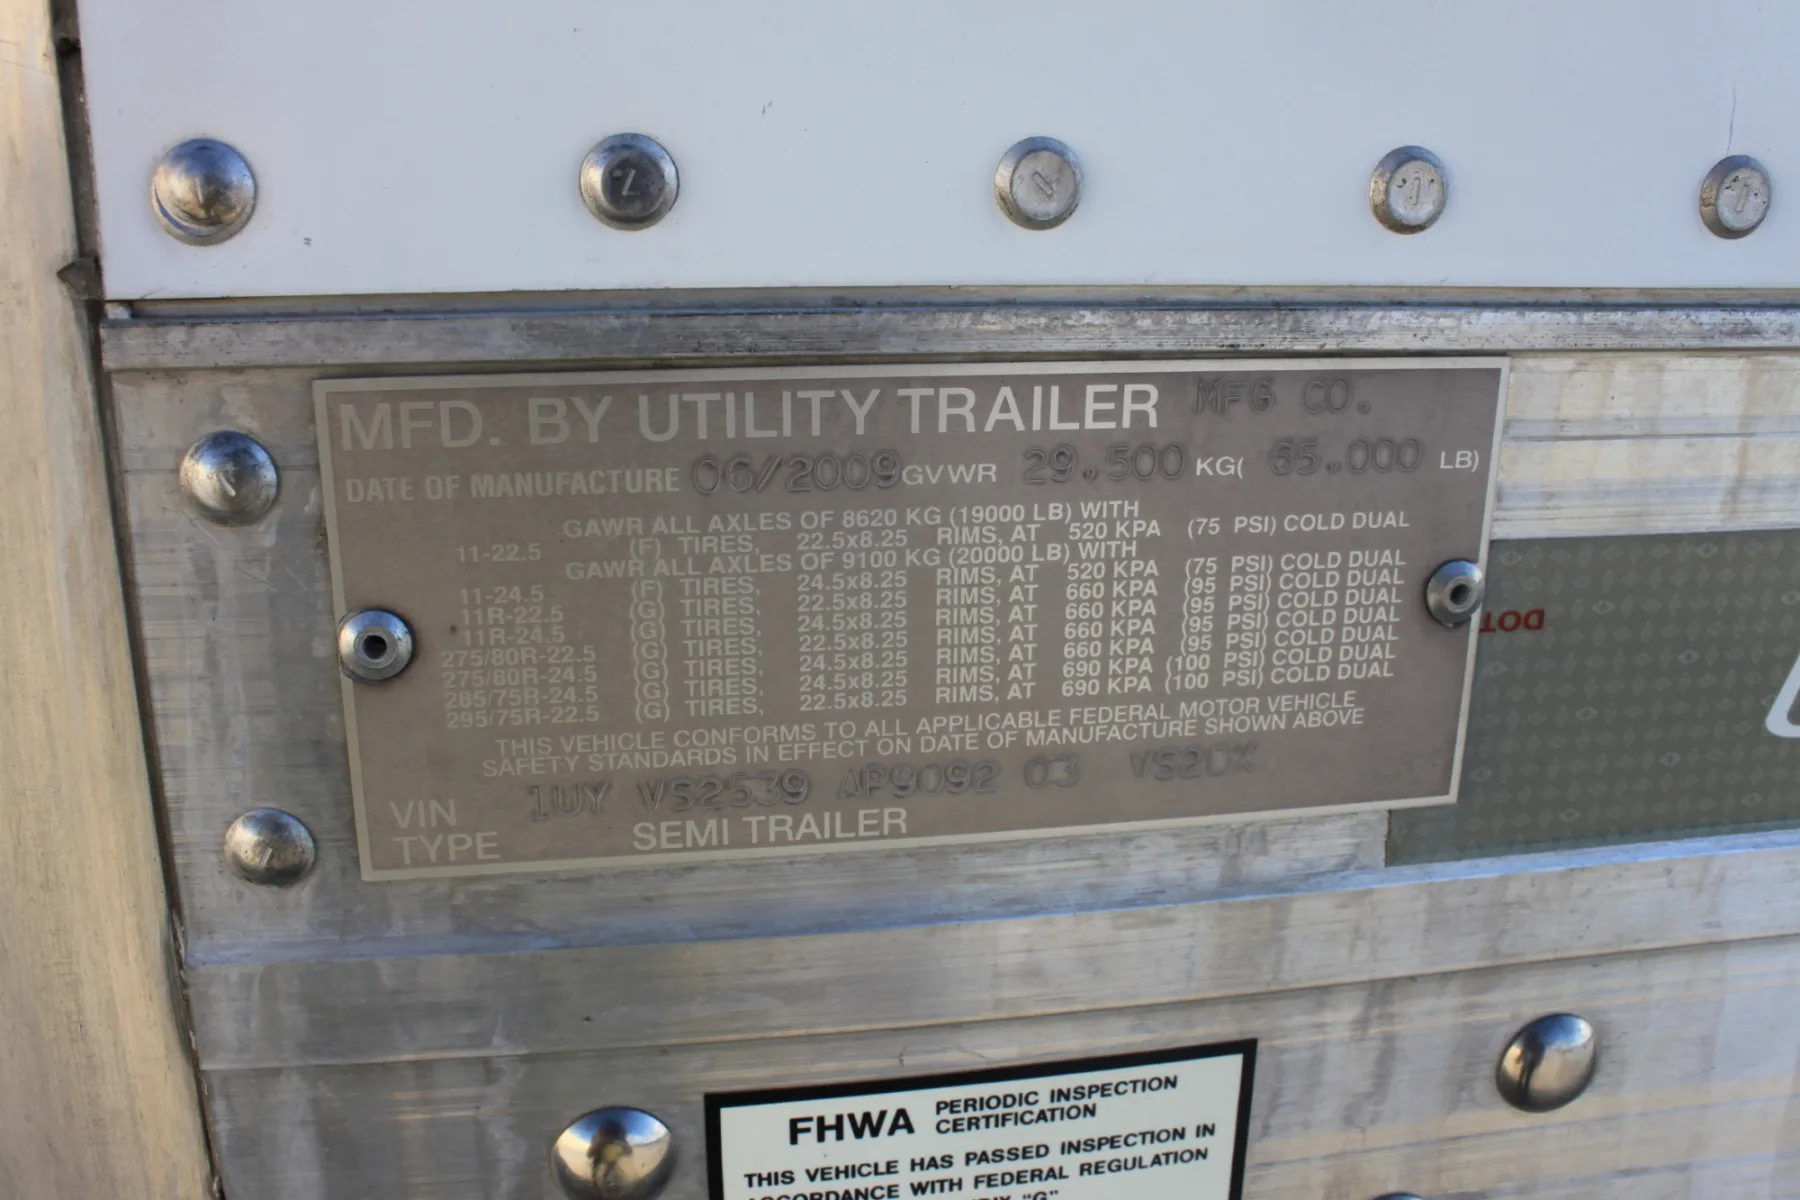 MFD. BY UTILITY TRAILER MFG CO.
DATE OF MANUFACTURE 06/2009 GVWR 29,500 KG( 65,000 LB)
GAWR ALL AXLES OF 8620 KG (19000 LB) WITH
11-22.5 (F) TIRES, 22.5x8.25 RIMS, AT 520 KPA (75 PSI) COLD DUAL
GAWR ALL AXLES OF 9100 KG (20000 LB) WITH
11-24.5 (F) TIRES, 24.5x8.25 RIMS, AT 520 KPA (75 PSI) COLD DUAL
11R-22.5 (G) TIRES, 22.5x8.25 RIMS, AT 660 KPA (95 PSI) COLD DUAL
11R-24.5 (G) TIRES, 24.5x8.25 RIMS, AT 660 KPA (95 PSI) COLD DUAL
275/80R-22.5 (G) TIRES, 22.5x8.25 RIMS, AT 660 KPA (95 PSI) COLD DUAL
275/80R-24.5 (G) TIRES, 24.5x8.25 RIMS, AT 660 KPA (95 PSI) COLD DUAL
285/75R-24.5 (G) TIRES, 24.5x8.25 RIMS, AT 690 KPA (100 PSI) COLD DUAL
295/75R-22.5 (G) TIRES, 22.5x8.25 RIMS, AT 690 KPA (100 PSI) COLD DUAL
THIS VEHICLE CONFORMS TO ALL APPLICABLE FEDERAL MOTOR VEHICLE
SAFETY STANDARDS IN EFFECT ON DATE OF MANUFACTURE SHOWN ABOVE
VIN 1UY VS2539 AP9092 03 VS20X
TYPE SEMI TRAILER
DOT
FHWA PERIODIC INSPECTION
CERTIFICATION
THIS VEHICLE HAS PASSED INSPECTION IN
ACCORDANCE WITH FEDERAL REGULATION
"G"